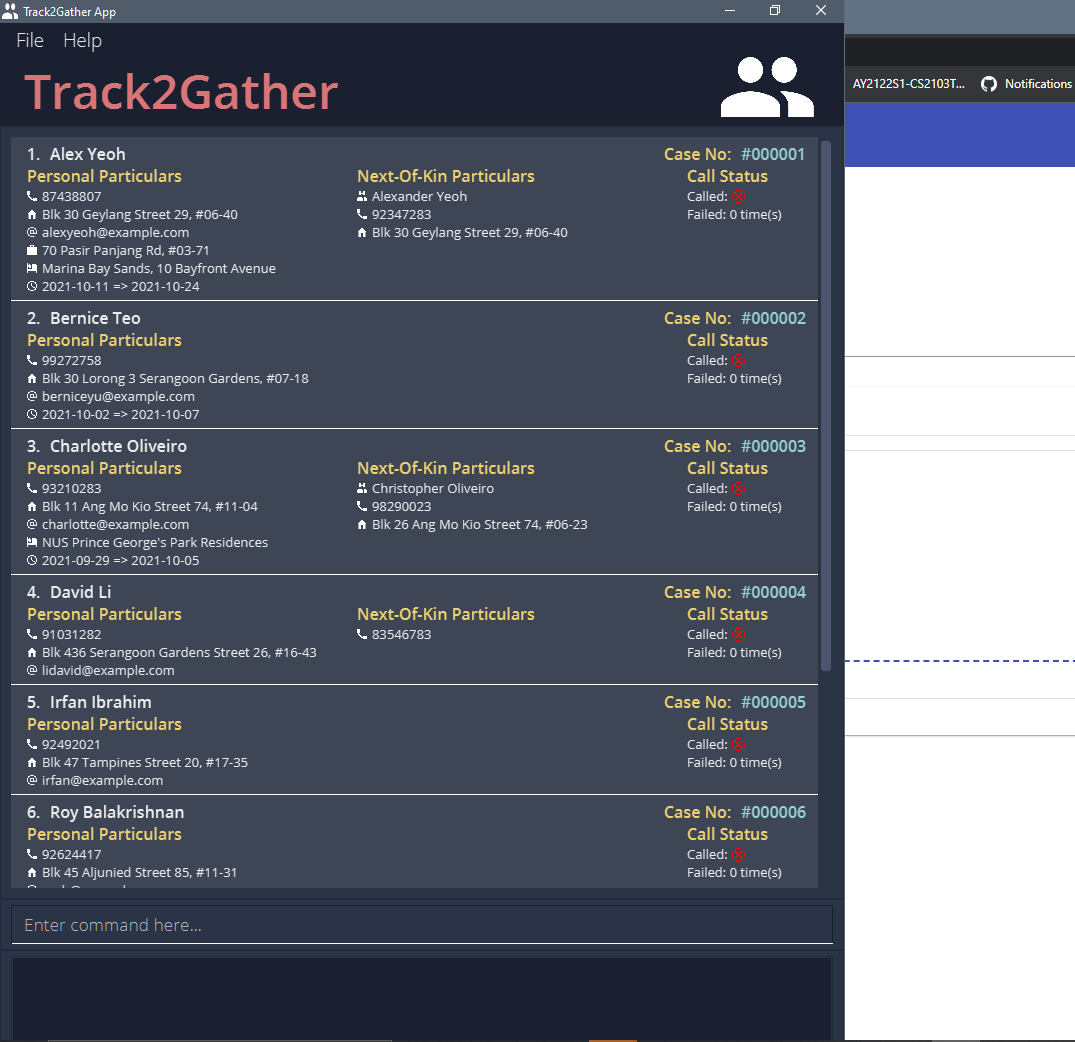 Track2Gather App
File Help
Track2Gather
AY2122S1-CS2103T... Notifications
1. Alex Yeoh Case No: #000001
Personal Particulars Next-Of-Kin Particulars Call Status
87438807 Alexander Yeoh Called:
Blk 30 Geylang Street 29, #06-40 92347283 Failed: 0 time(s)
@ alexyeoh@example.com Blk 30 Geylang Street 29, #06-40
70 Pasir Panjang Rd, #03-71
Marina Bay Sands, 10 Bayfront Avenue
2021-10-11 => 2021-10-24
2. Bernice Teo Case No: #000002
Personal Particulars Call Status
99272758 Called:
Blk 30 Lorong 3 Serangoon Gardens, #07-18 Failed: 0 time(s)
@ berniceyu@example.com
2021-10-02 => 2021-10-07
3. Charlotte Oliveiro Case No: #000003
Personal Particulars Next-Of-Kin Particulars Call Status
93210283 Christopher Oliveiro Called:
Blk 11 Ang Mo Kio Street 74, #11-04 98290023 Failed: 0 time(s)
@ charlotte@example.com Blk 26 Ang Mo Kio Street 74, #06-23
NUS Prince George's Park Residences
2021-09-29 => 2021-10-05
4. David Li Case No: #000004
Personal Particulars Next-Of-Kin Particulars Call Status
91031282 83546783 Called:
Blk 436 Serangoon Gardens Street 26, #16-43 Failed: 0 time(s)
@ lidavid@example.com
5. Irfan Ibrahim Case No: #000005
Personal Particulars Call Status
92492021 Called:
Blk 47 Tampines Street 20, #17-35 Failed: 0 time(s)
@ irfan@example.com
6. Roy Balakrishnan Case No: #000006
Personal Particulars Call Status
92624417 Called:
Blk 45 Aljunied Street 85, #11-31 Failed: 0 time(s)
Enter command here...